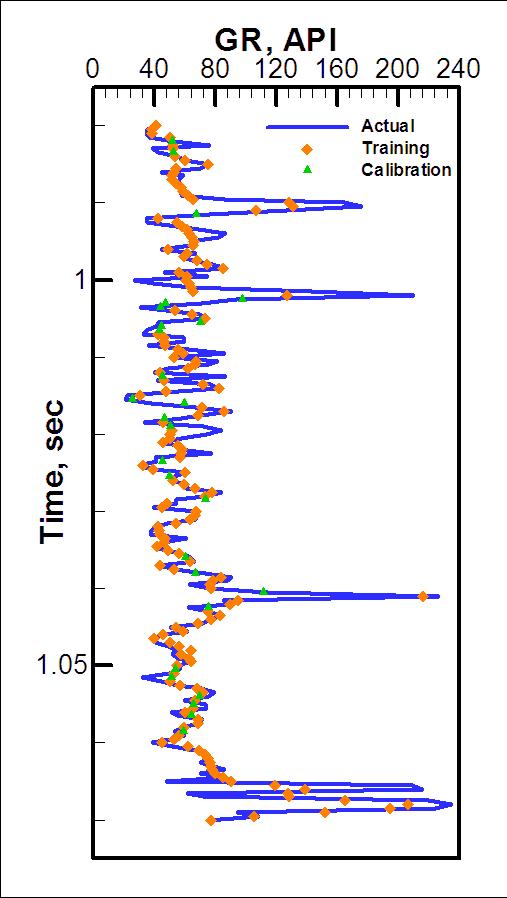 GR, API
0 40 80 120 160 200 240
Actual
Training
Calibration
1
Time, sec
1.05